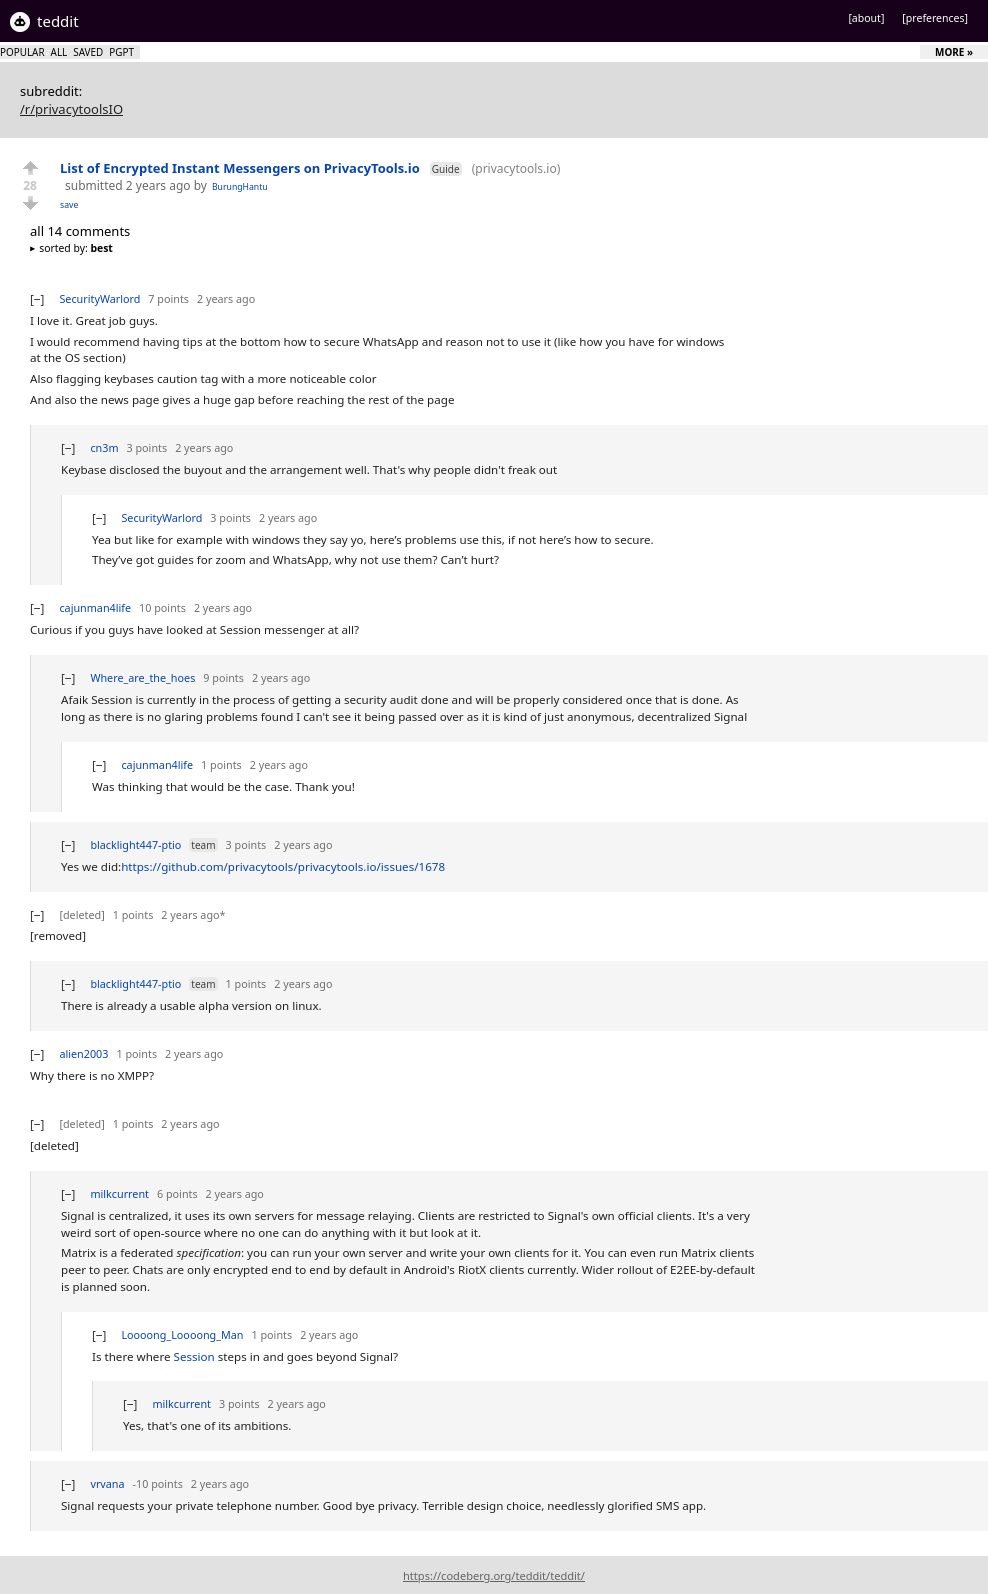 teddit
[about] [preferences]
POPULAR ALL SAVED PGPT
MORE »
subreddit:
/r/privacytoolsIO
List of Encrypted Instant Messengers on PrivacyTools.io Guide (privacytools.io)
28 submitted 2 years ago by BurungHantu
save
all 14 comments
▸ sorted by: best
[–] SecurityWarlord 7 points 2 years ago
I love it. Great job guys.
I would recommend having tips at the bottom how to secure WhatsApp and reason not to use it (like how you have for windows
at the OS section)
Also flagging keybases caution tag with a more noticeable color
And also the news page gives a huge gap before reaching the rest of the page
[–] cn3m 3 points 2 years ago
Keybase disclosed the buyout and the arrangement well. That's why people didn't freak out
[–] SecurityWarlord 3 points 2 years ago
Yea but like for example with windows they say yo, here’s problems use this, if not here’s how to secure.
They’ve got guides for zoom and WhatsApp, why not use them? Can’t hurt?
[–] cajunman4life 10 points 2 years ago
Curious if you guys have looked at Session messenger at all?
[–] Where_are_the_hoes 9 points 2 years ago
Afaik Session is currently in the process of getting a security audit done and will be properly considered once that is done. As
long as there is no glaring problems found I can't see it being passed over as it is kind of just anonymous, decentralized Signal
[–] cajunman4life 1 points 2 years ago
Was thinking that would be the case. Thank you!
[–] blacklight447-ptio team 3 points 2 years ago
Yes we did:https://github.com/privacytools/privacytools.io/issues/1678
[–] [deleted] 1 points 2 years ago*
[removed]
[–] blacklight447-ptio team 1 points 2 years ago
There is already a usable alpha version on linux.
[–] alien2003 1 points 2 years ago
Why there is no XMPP?
[–] [deleted] 1 points 2 years ago
[deleted]
[–] milkcurrent 6 points 2 years ago
Signal is centralized, it uses its own servers for message relaying. Clients are restricted to Signal's own official clients. It's a very
weird sort of open-source where no one can do anything with it but look at it.
Matrix is a federated specification: you can run your own server and write your own clients for it. You can even run Matrix clients
peer to peer. Chats are only encrypted end to end by default in Android's RiotX clients currently. Wider rollout of E2EE-by-default
is planned soon.
[–] Loooong_Loooong_Man 1 points 2 years ago
Is there where Session steps in and goes beyond Signal?
[–] milkcurrent 3 points 2 years ago
Yes, that's one of its ambitions.
[–] vrvana -10 points 2 years ago
Signal requests your private telephone number. Good bye privacy. Terrible design choice, needlessly glorified SMS app.
https://codeberg.org/teddit/teddit/